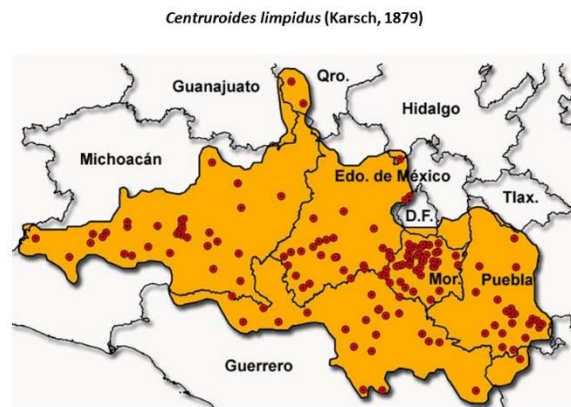 Centruroides limpidus (Karsch, 1879)
Guanajuato
Qro.
Hidalgo
Michoacán
Edo. de México
Tlax.
D.F.
Mor.
Puebla
Guerrero